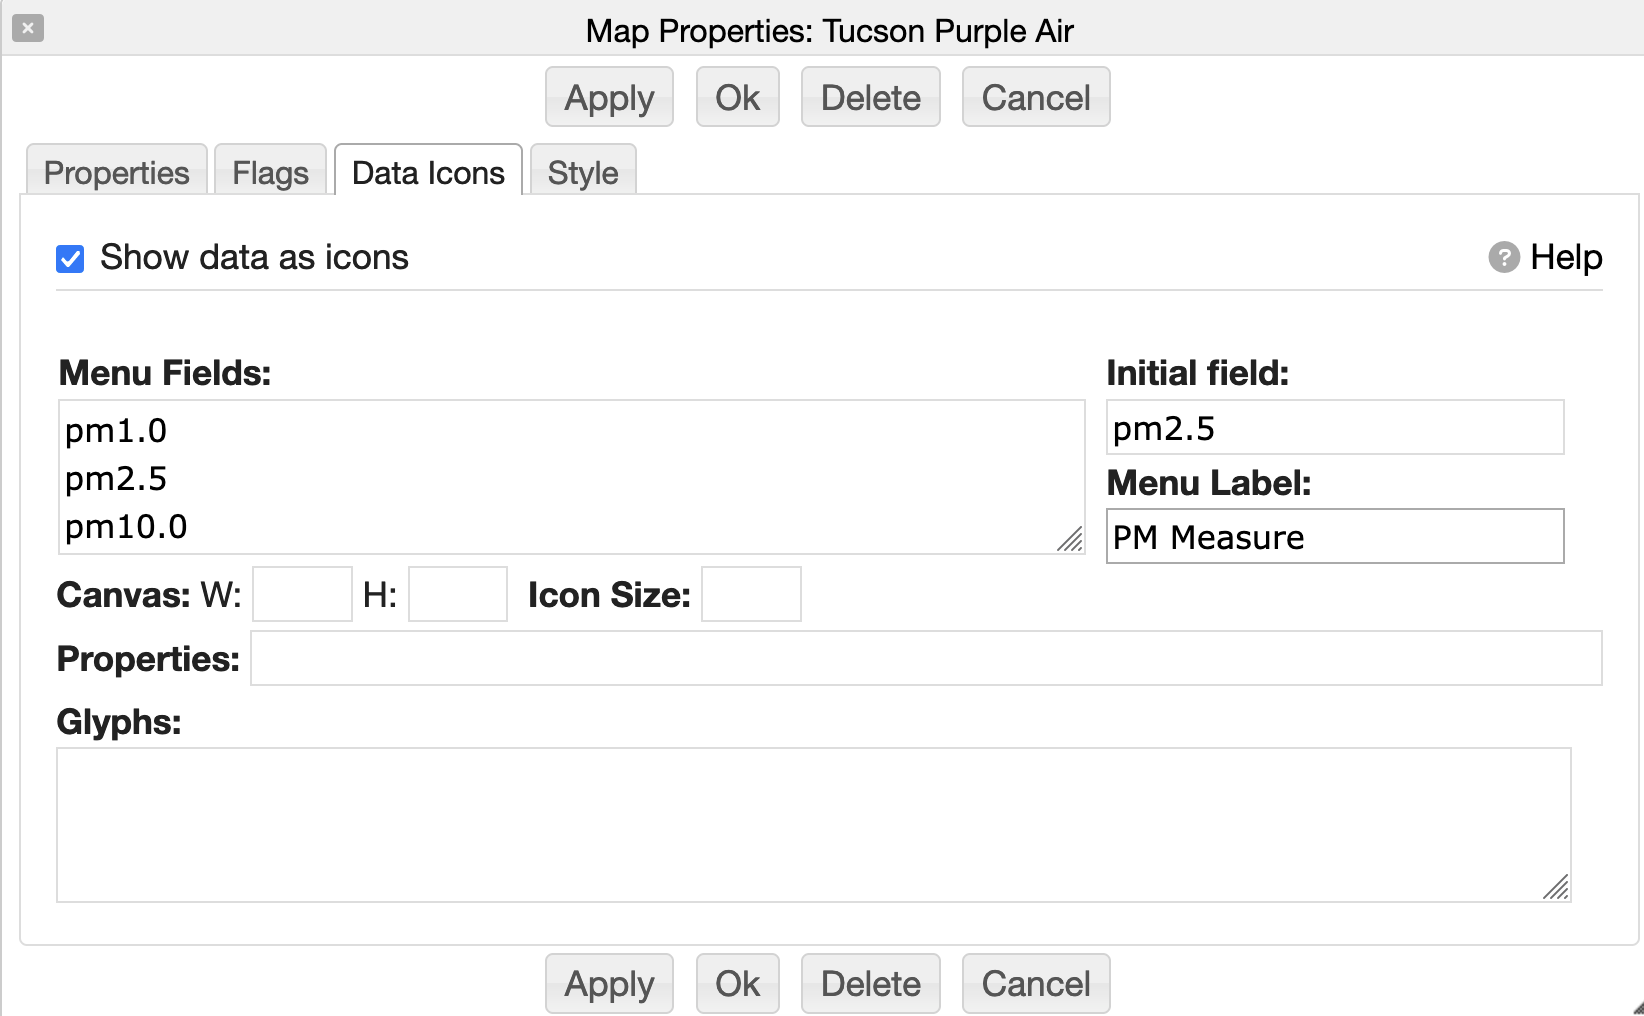 Map Properties: Tucson Purple Air
Apply Ok Delete Cancel
Properties Flags Data Icons Style
Show data as icons ? Help
Menu Fields: Initial field:
pm1.0 pm2.5
pm2.5 Menu Label:
pm10.0 PM Measure
Canvas: W: H: Icon Size:
Properties:
Glyphs:
Apply Ok Delete Cancel